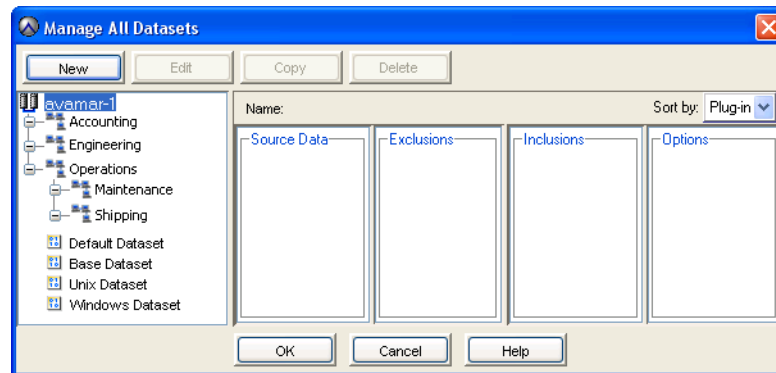 Manage All Datasets
New Edit Copy Delete
avamar-1
Accounting
Engineering
Operations
Maintenance
Shipping
Default Dataset
Base Dataset
Unix Dataset
Windows Dataset
Name: Sort by: Plug-in
Source Data Exclusions Inclusions Options
OK Cancel Help